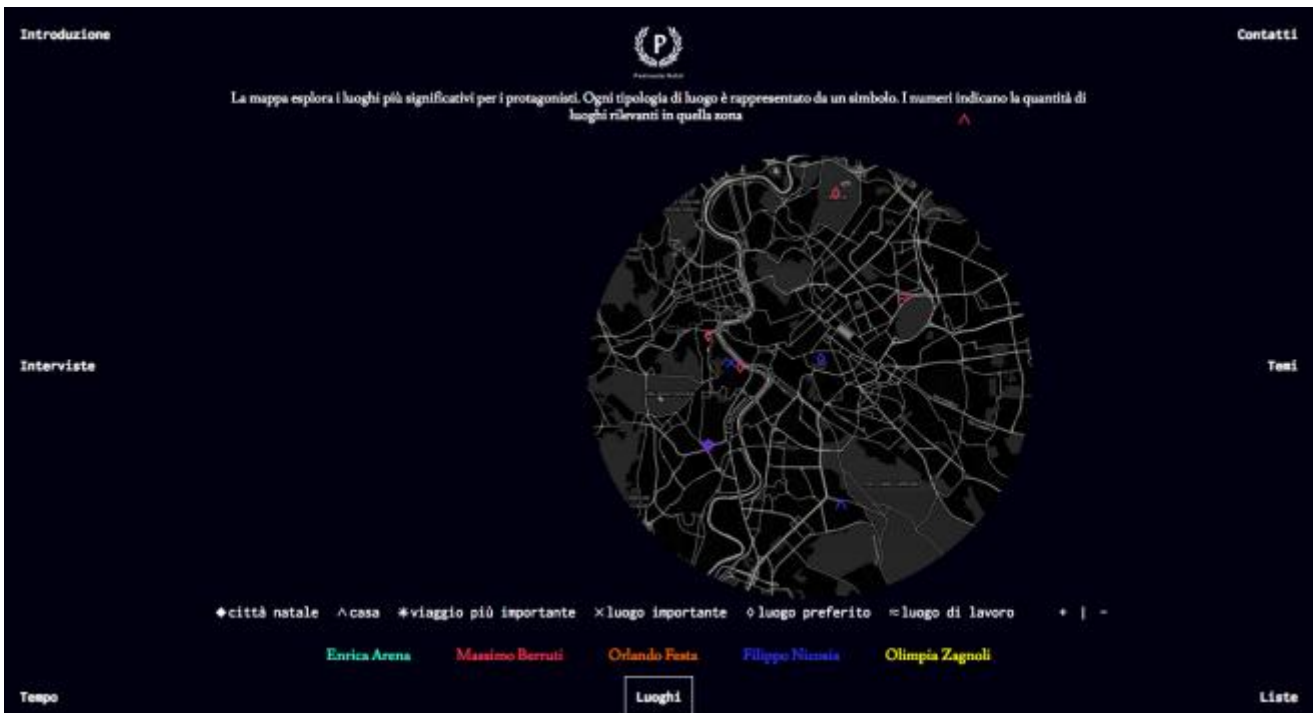 Introduzione
P
Contatti
La mappa esplora i luoghi più significativi per i protagonisti. Ogni tipologia di luogo è rappresentato da un simbolo. I numeri indicano la quantità di
luoghi rilevanti in quella zona
Interviste
Temi
◆città natale ∧casa ✳viaggio più importante ×luogo importante ◊luogo preferito ≈luogo di lavoro + | -
Enrica Arena Massimo Berruti Orlando Festa Filippo Nicosia Olimpia Zagnoli
Tempo
Luoghi
Liste